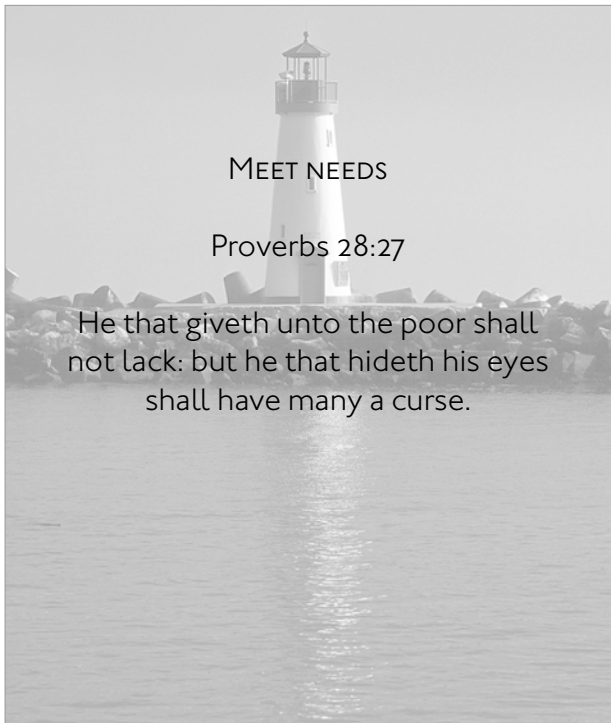 Meet needs
Proverbs 28:27
He that giveth unto the poor shall
not lack: but he that hideth his eyes
shall have many a curse.